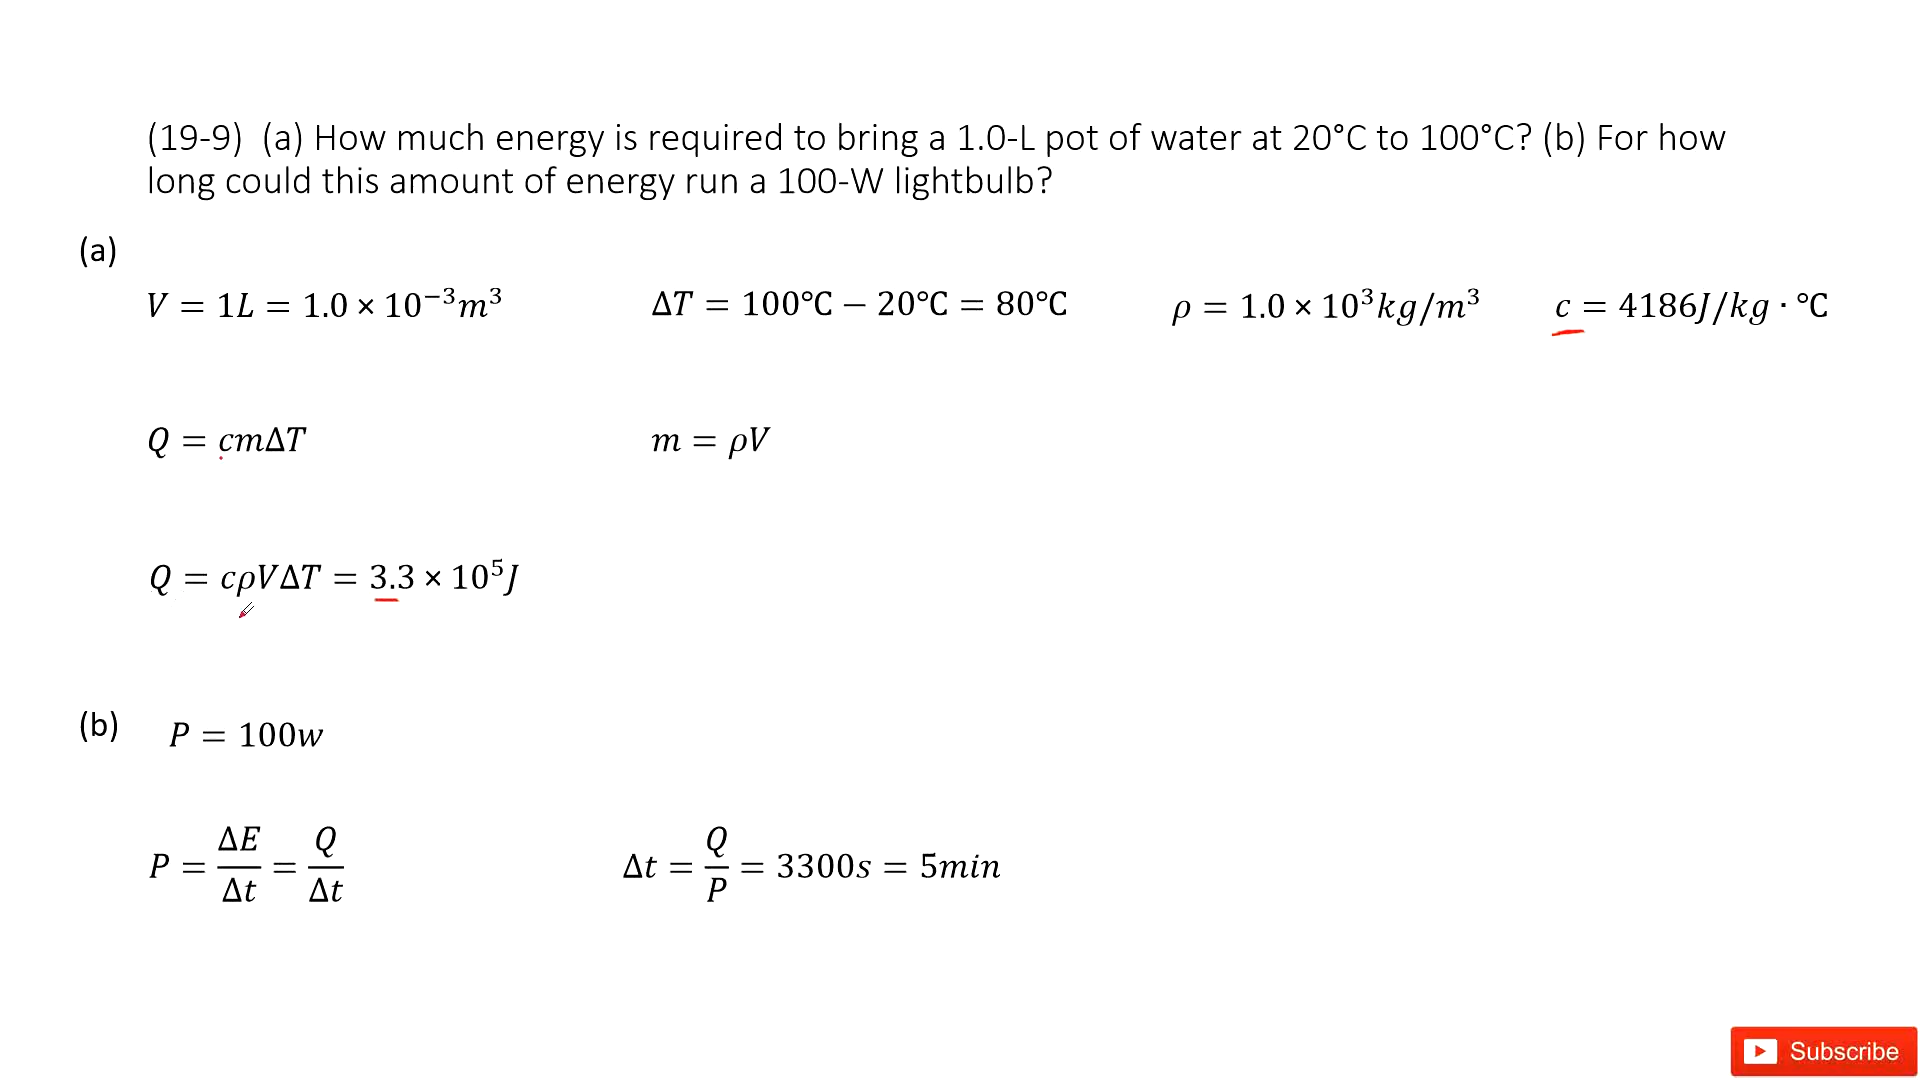 (19-9) (a) How much energy is required to bring a 1.0-L pot of water at 20°C to 100°C? (b) For how
long could this amount of energy run a 100-W lightbulb?
(a)
V = 1L = 1.0 × 10⁻³m³ ΔT = 100℃ − 20℃ = 80℃ ρ = 1.0 × 10³kg/m³ c = 4186J/kg · ℃
Q = cmΔT m = ρV
Q = cρVΔT = 3.3 × 10⁵J
(b) P = 100w
P = ΔE/Δt = Q/Δt Δt = Q/P = 3300s = 5min
Subscribe